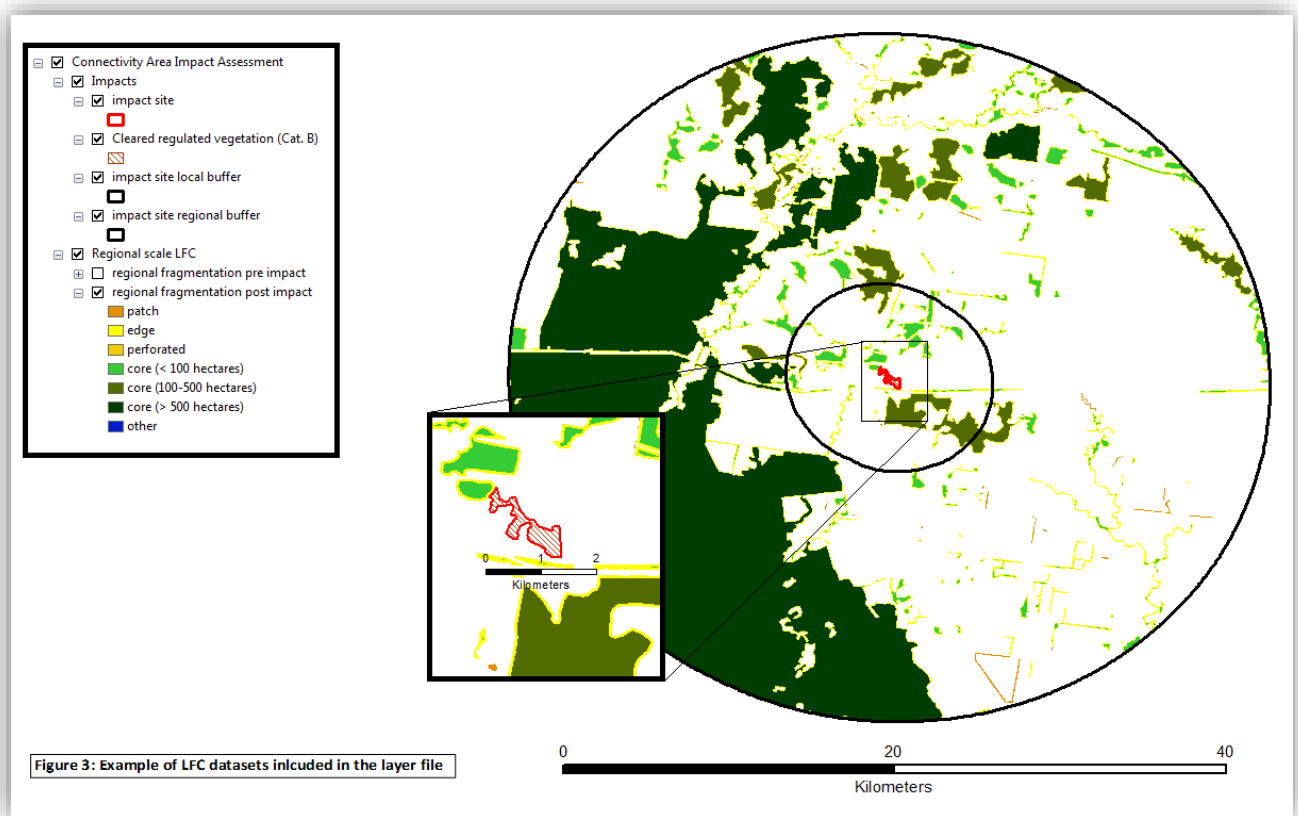 Connectivity Area Impact Assessment
Impacts
impact site
Cleared regulated vegetation (Cat. B)
impact site local buffer
impact site regional buffer
Regional scale LFC
regional fragmentation pre impact
regional fragmentation post impact
patch
edge
perforated
core (< 100 hectares)
core (100-500 hectares)
core (> 500 hectares)
other
0 1 2
Kilometers
Figure 3: Example of LFC datasets inlcuded in the layer file
0 20 40
Kilometers